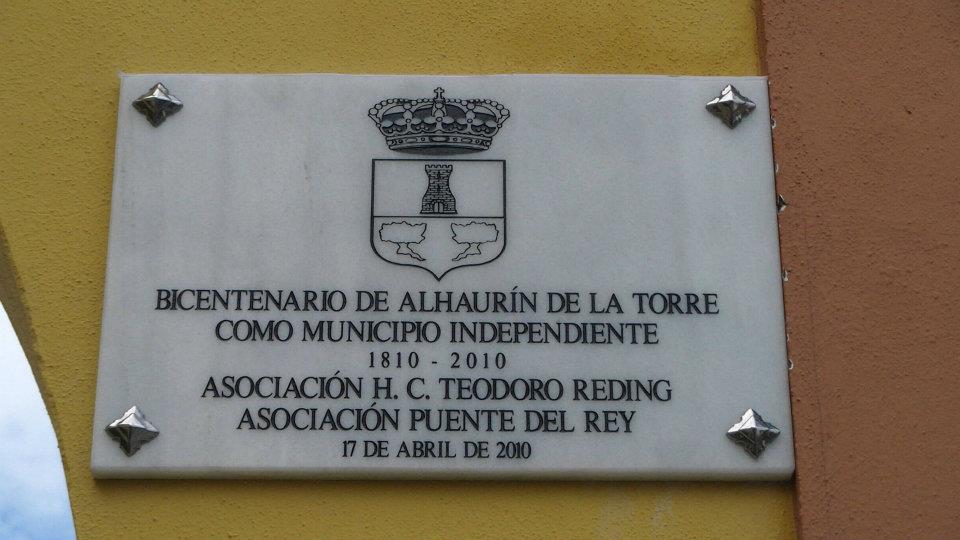 BICENTENARIO DE ALHAURÍN DE LA TORRE
COMO MUNICIPIO INDEPENDIENTE
1810 - 2010
ASOCIACIÓN H. C. TEODORO REDING
ASOCIACIÓN PUENTE DEL REY
17 DE ABRIL DE 2010